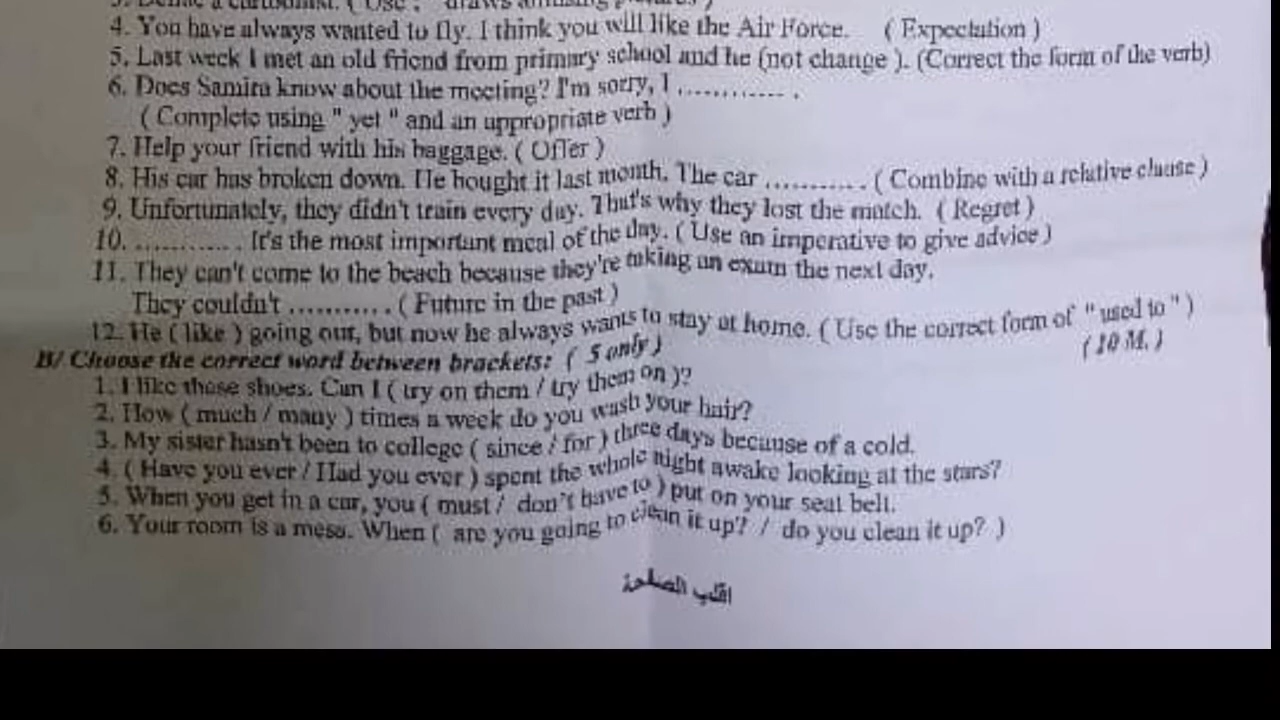 3. Define a cartoonist. ( Use : " draws amusing pictures )
4. You have always wanted to fly. I think you will like the Air Force. ( Expectation )
5. Last week I met an old friend from primary school and he (not change ). (Correct the form of the verb)
6. Does Samira know about the meeting? I'm sorry, I ............. .
( Complete using " yet " and an appropriate verb )
7. Help your friend with his baggage. ( Offer )
8. His car has broken down. He bought it last month. The car ........... ( Combine with a relative clause )
9. Unfortunately, they didn't train every day. That's why they lost the match. ( Regret )
10. ............ It's the most important meal of the day. ( Use an imperative to give advice )
11. They can't come to the beach because they're taking an exam the next day.
They couldn't ........... ( Future in the past )
12. He ( like ) going out, but now he always wants to stay at home. ( Use the correct form of " used to " )
B/ Choose the correct word between brackets: ( 5 only ) ( 10 M. )
1. I like these shoes. Can I ( try on them / try them on )?
2. How ( much / many ) times a week do you wash your hair?
3. My sister hasn't been to college ( since / for ) three days because of a cold.
4. ( Have you ever / Had you ever ) spent the whole night awake looking at the stars?
5. When you get in a car, you ( must / don't have to ) put on your seat belt.
6. Your room is a mess. When ( are you going to clean it up? / do you clean it up? )
اقلب الصفحة